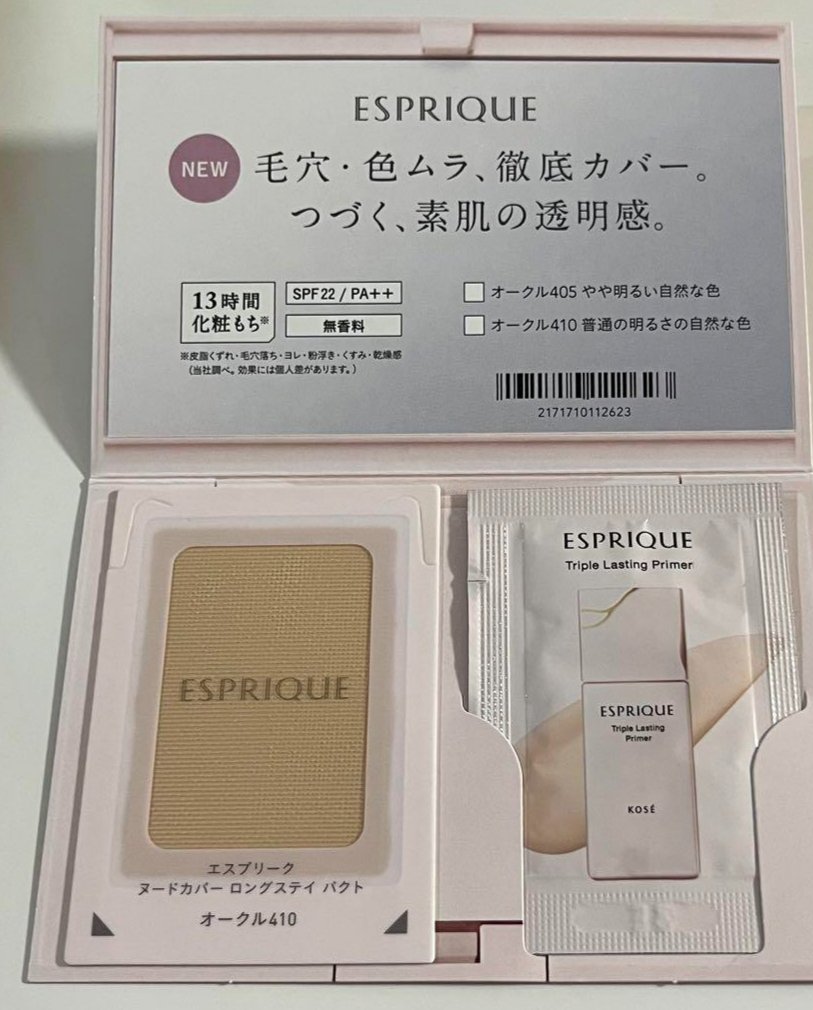 ESPRIQUE
NEW
毛穴・色ムラ、徹底カバー。
つづく、素肌の透明感。
13時間
化粧もち※
SPF22 / PA++
無香料
オークル405 やや明るい自然な色
オークル410 普通の明るさの自然な色
※皮脂くずれ・毛穴落ち・ヨレ・粉浮き・くすみ・乾燥感
(当社調べ。効果には個人差があります。)
2171710112623
ESPRIQUE
エスプリーク
ヌードカバー ロングステイ パクト
オークル410
ESPRIQUE
Triple Lasting Primer
ESPRIQUE
Triple Lasting
Primer
KOSÉ